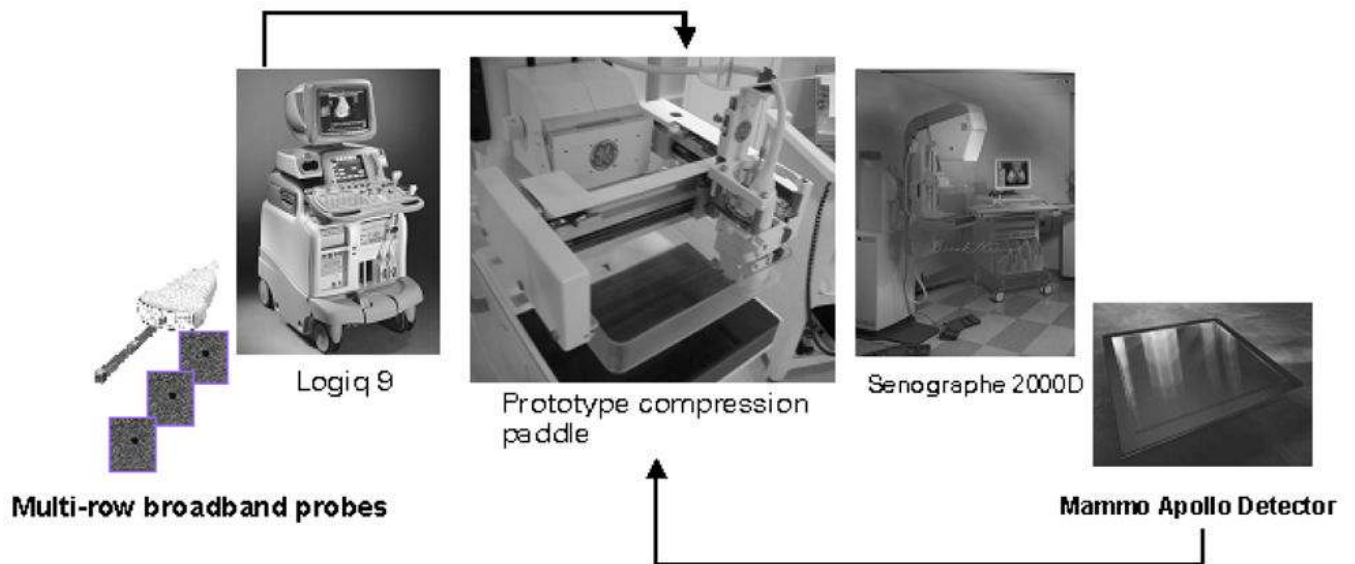 Logiq 9
Prototype compression
paddle
Senographe 2000D
Multi-row broadband probes
Mammo Apollo Detector